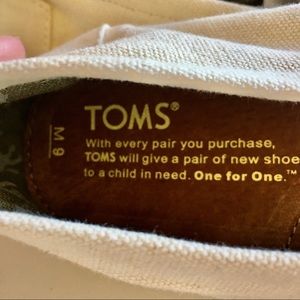 TOMS®
M 9
With every pair you purchase,
TOMS will give a pair of new shoe
to a child in need. One for One.™